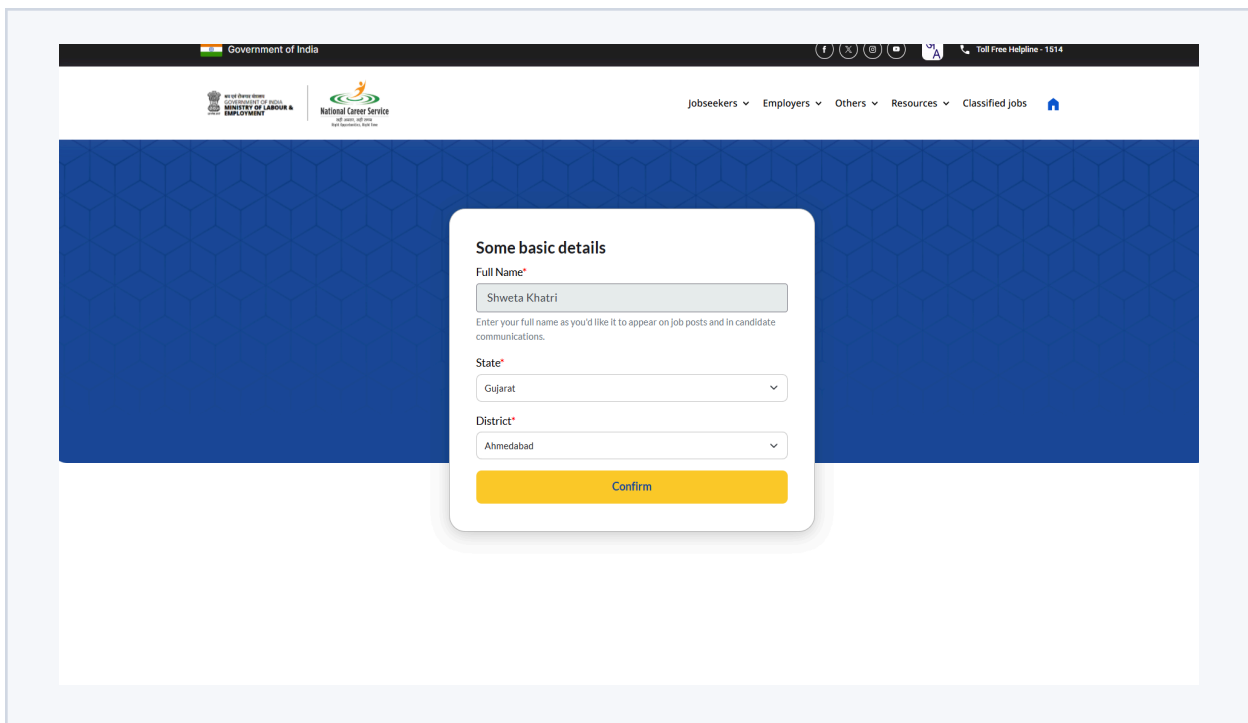 Government of India
Toll Free Helpline - 1514
GOVERNMENT OF INDIA
MINISTRY OF LABOUR &
EMPLOYMENT
National Career Service
Jobseekers
Employers
Others
Resources
Classified jobs
Some basic details
Full Name*
Shweta Khatri
Enter your full name as you'd like it to appear on job posts and in candidate
communications.
State*
Gujarat
District*
Ahmedabad
Confirm